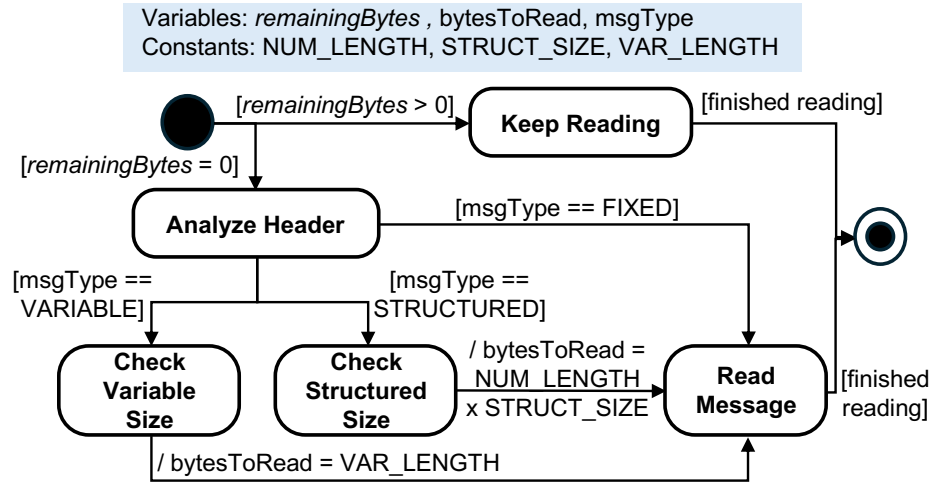 Variables: remainingBytes , bytesToRead, msgType
Constants: NUM_LENGTH, STRUCT_SIZE, VAR_LENGTH
[remainingBytes > 0]
Keep Reading
[finished reading]
[remainingBytes = 0]
Analyze Header
[msgType == FIXED]
[msgType ==
VARIABLE]
[msgType ==
STRUCTURED]
Check
Variable
Size
Check
Structured
Size
/ bytesToRead =
NUM_LENGTH
x STRUCT_SIZE
Read
Message
[finished
reading]
/ bytesToRead = VAR_LENGTH